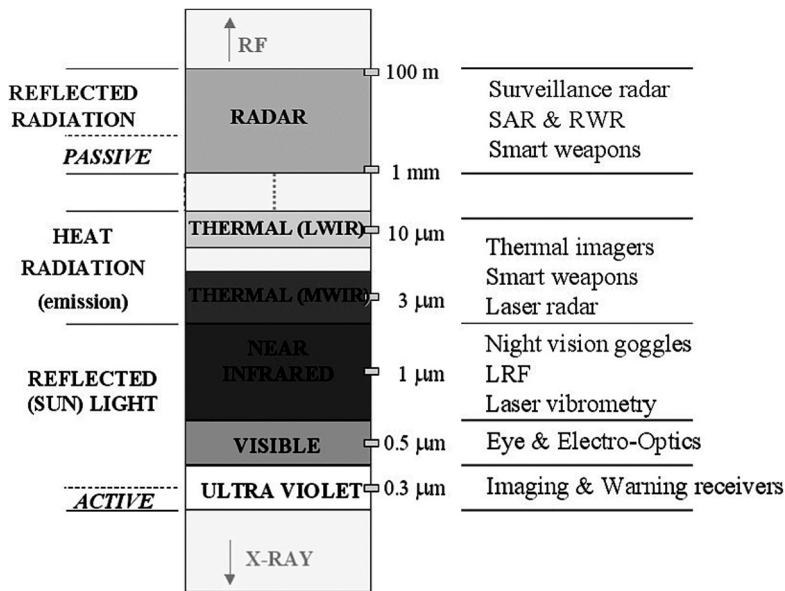 RF
100 m
REFLECTED
RADIATION
PASSIVE
RADAR
1 mm
Surveillance radar
SAR & RWR
Smart weapons
HEAT
RADIATION
(emission)
THERMAL (LWIR)
10 µm
THERMAL (MWIR)
3 µm
Thermal imagers
Smart weapons
Laser radar
REFLECTED
(SUN) LIGHT
NEAR
INFRARED
1 µm
Night vision goggles
LRF
Laser vibrometry
VISIBLE
0.5 µm
Eye & Electro-Optics
ACTIVE
ULTRA VIOLET
0.3 µm
Imaging & Warning receivers
X-RAY